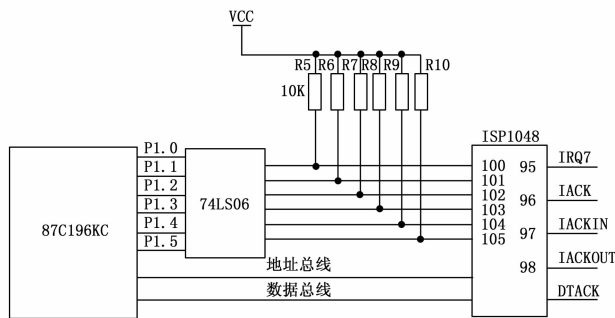 VCC
R5 R6 R7 R8 R9 R10
10K
ISP1048
P1.0
P1.1
P1.2
P1.3
P1.4
P1.5
87C196KC
74LS06
100
101
102
103
104
105
95
96
97
98
IRQ7
IACK
IACKIN
IACKOUT
DTACK
地址总线
数据总线